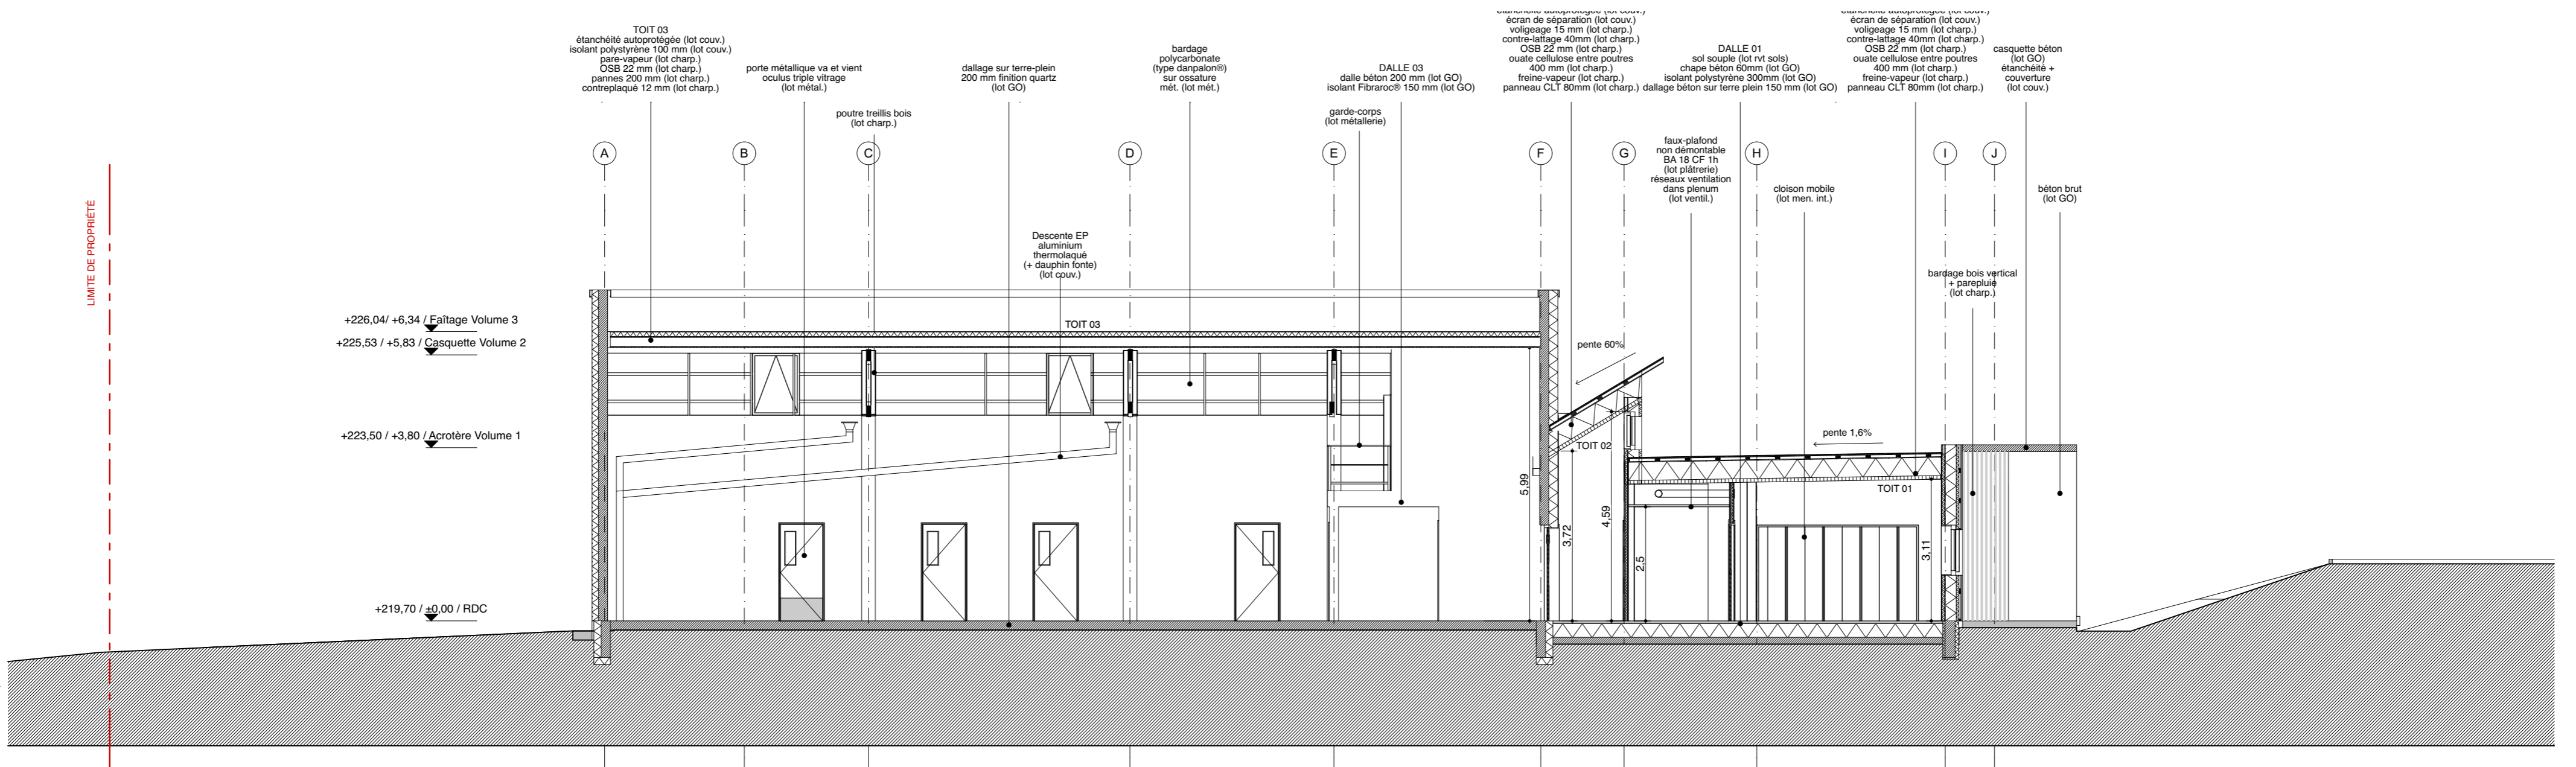 TOIT 03
étanchéité autoprotégée (lot couv.)
isolant polystyrène 100 mm (lot couv.)
pare-vapeur (lot charp.)
OSB 22 mm (lot charp.)
pannes 200 mm (lot charp.)
contreplaqué 12 mm (lot charp.)
porte métallique va et vient
oculus triple vitrage
(lot métal.)
poutre treillis bois
(lot charp.)
dallage sur terre-plein
200 mm finition quartz
(lot GO)
bardage
polycarbonate
(type danpalon®)
sur ossature
mét. (lot mét.)
DALLE 03
dalle béton 200 mm (lot GO)
isolant Fibraroc® 150 mm (lot GO)
garde-corps
(lot métallerie)
étanchéité autoprotégée (lot couv.)
écran de séparation (lot couv.)
voligeage 15 mm (lot charp.)
contre-lattage 40mm (lot charp.)
OSB 22 mm (lot charp.)
ouate cellulose entre poutres
400 mm (lot charp.)
freine-vapeur (lot charp.)
panneau CLT 80mm (lot charp.)
DALLE 01
sol souple (lot rvt sols)
chape béton 60mm (lot GO)
isolant polystyrène 300mm (lot GO)
dallage béton sur terre plein 150 mm (lot GO)
étanchéité autoprotégée (lot couv.)
écran de séparation (lot couv.)
voligeage 15 mm (lot charp.)
contre-lattage 40mm (lot charp.)
OSB 22 mm (lot charp.)
ouate cellulose entre poutres
400 mm (lot charp.)
freine-vapeur (lot charp.)
panneau CLT 80mm (lot charp.)
casquette béton
(lot GO)
étanchéité +
couverture
(lot couv.)
A
B
C
D
E
F
G
H
I
J
faux-plafond
non démontable
BA 18 CF 1h
(lot plâtrerie)
réseaux ventilation
dans plenum
(lot ventil.)
cloison mobile
(lot men. int.)
béton brut
(lot GO)
LIMITE DE PROPRIÉTÉ
Descente EP
aluminium
thermolaqué
(+ dauphin fonte)
(lot couv.)
bardage bois vertical
+ parepluie
(lot charp.)
+226,04/ +6,34 / Faîtage Volume 3
+225,53 / +5,83 / Casquette Volume 2
+223,50 / +3,80 / Acrotère Volume 1
+219,70 / ±0,00 / RDC
TOIT 03
pente 60%
TOIT 02
pente 1,6%
TOIT 01
5,99
3,72
4,59
2,5
3,11